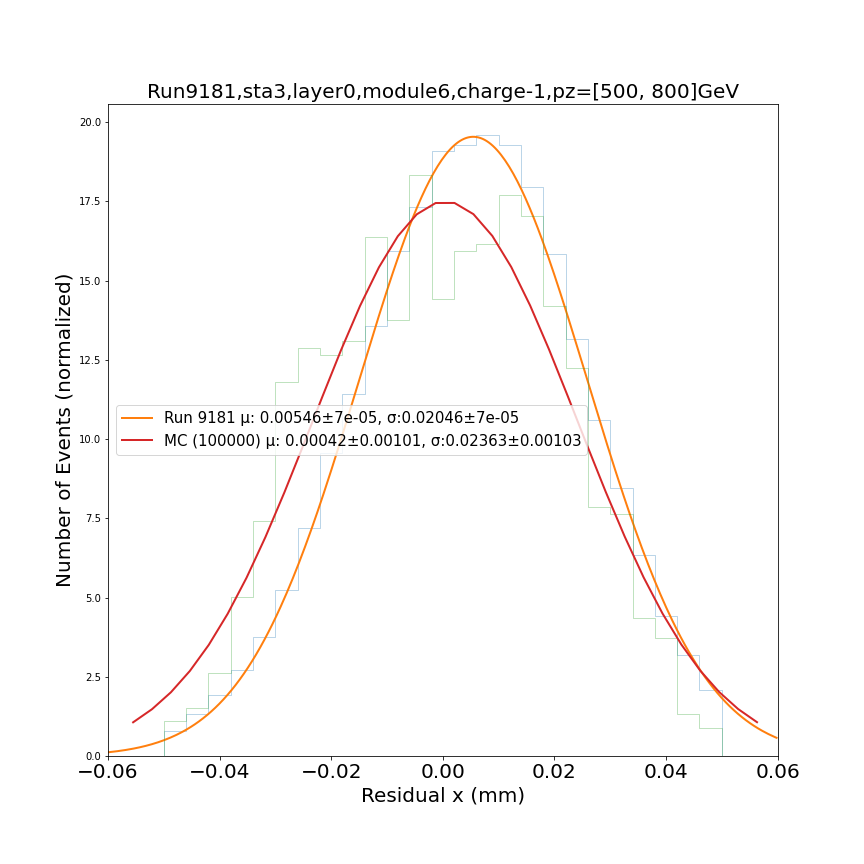 Run9181,sta3,layer0,module6,charge-1,pz=[500, 800]GeV
20.0
17.5
15.0
12.5
10.0
7.5
5.0
2.5
0.0
Number of Events (normalized)
Run 9181 μ: 0.00546±7e-05, σ:0.02046±7e-05
MC (100000) μ: 0.00042±0.00101, σ:0.02363±0.00103
−0.06 −0.04 −0.02 0.00 0.02 0.04 0.06
Residual x (mm)